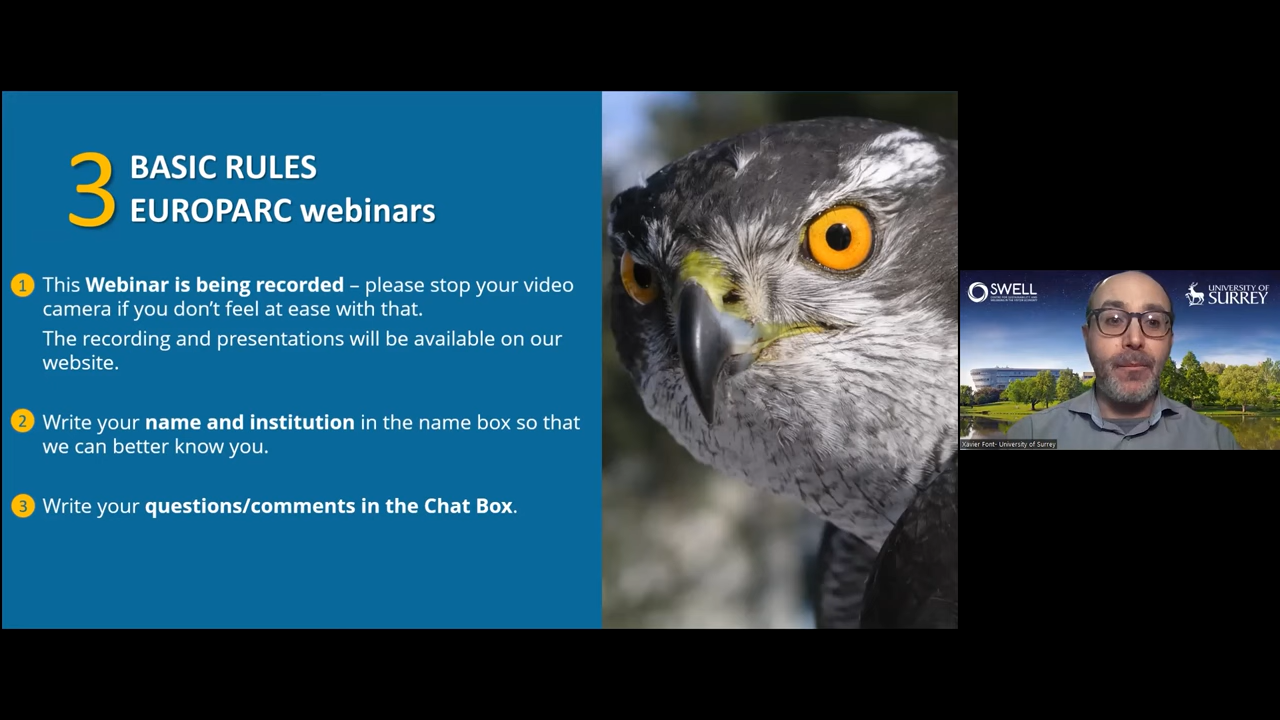 3
BASIC RULES
EUROPARC webinars
1 This Webinar is being recorded – please stop your video
camera if you don’t feel at ease with that.
The recording and presentations will be available on our
website.
2 Write your name and institution in the name box so that
we can better know you.
3 Write your questions/comments in the Chat Box.
SWELL
UNIVERSITY OF
SURREY
Xavier Font- University of Surrey